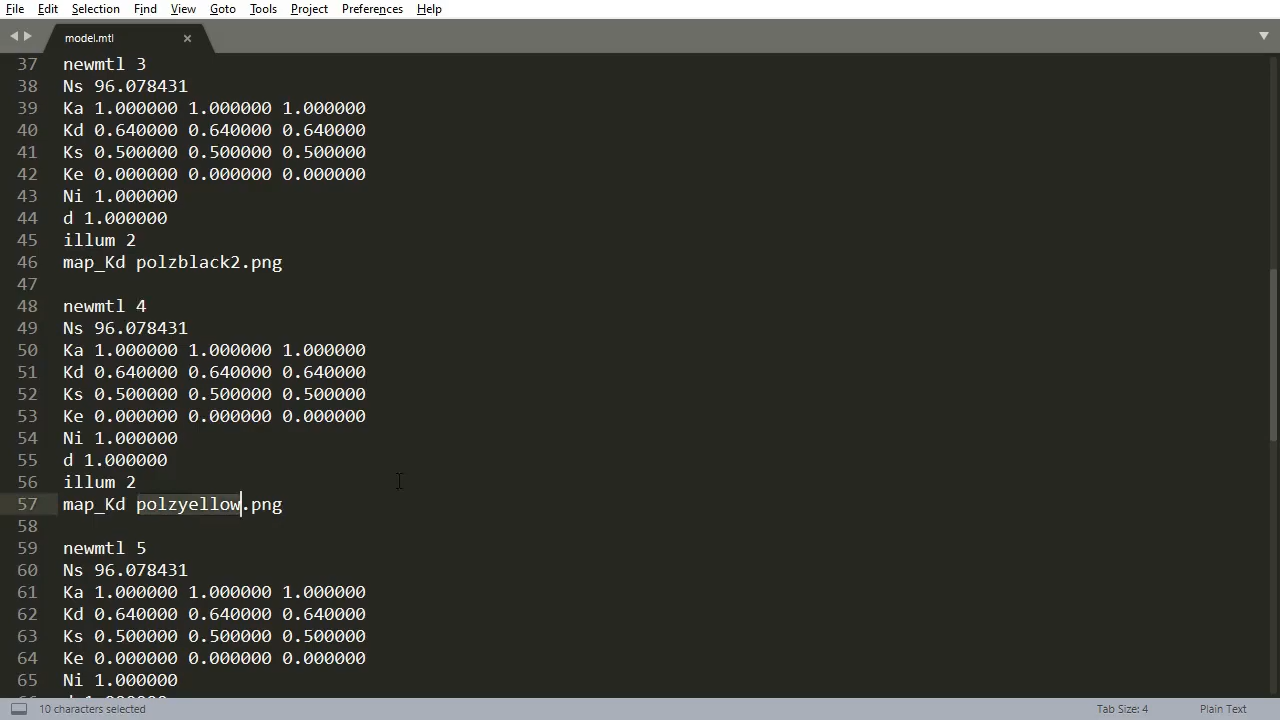 File Edit Selection Find View Goto Tools Project Preferences Help
model.mtl ×
37 newmtl 3
38 Ns 96.078431
39 Ka 1.000000 1.000000 1.000000
40 Kd 0.640000 0.640000 0.640000
41 Ks 0.500000 0.500000 0.500000
42 Ke 0.000000 0.000000 0.000000
43 Ni 1.000000
44 d 1.000000
45 illum 2
46 map_Kd polzblack2.png
47
48 newmtl 4
49 Ns 96.078431
50 Ka 1.000000 1.000000 1.000000
51 Kd 0.640000 0.640000 0.640000
52 Ks 0.500000 0.500000 0.500000
53 Ke 0.000000 0.000000 0.000000
54 Ni 1.000000
55 d 1.000000
56 illum 2
57 map_Kd polzyellow.png
58
59 newmtl 5
60 Ns 96.078431
61 Ka 1.000000 1.000000 1.000000
62 Kd 0.640000 0.640000 0.640000
63 Ks 0.500000 0.500000 0.500000
64 Ke 0.000000 0.000000 0.000000
65 Ni 1.000000
10 characters selected Tab Size: 4 Plain Text